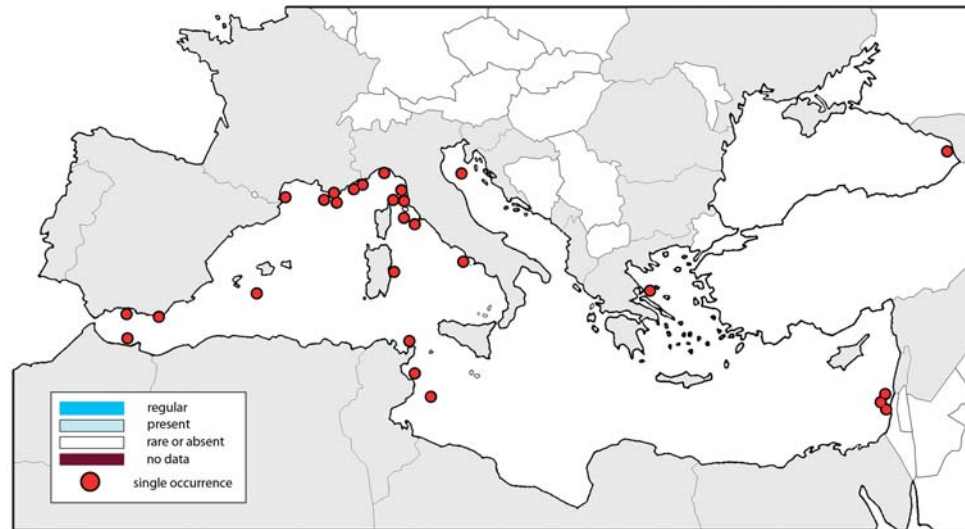 regular
present
rare or absent
no data
single occurrence